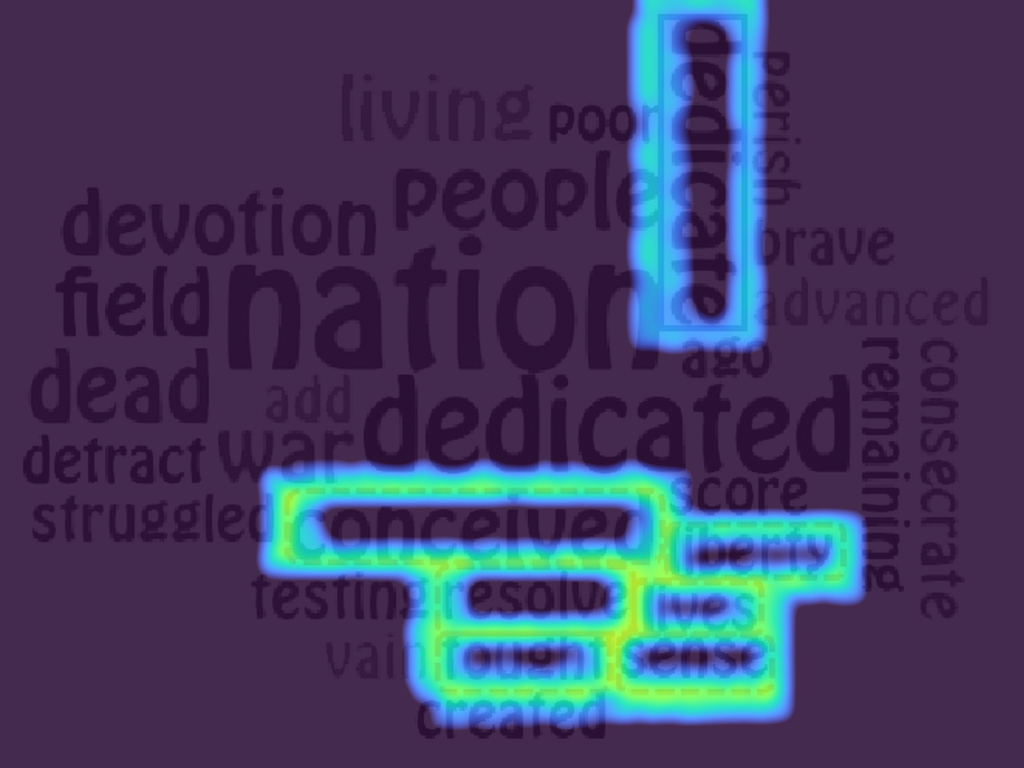 dedicate
perish
living
poor
people
devotion
brave
nation
field
advanced
ago
remaining
consecrate
dead
add
dedicated
war
detract
score
struggled
conceived
liberty
testing
resolve
lives
vain
fought
sense
created